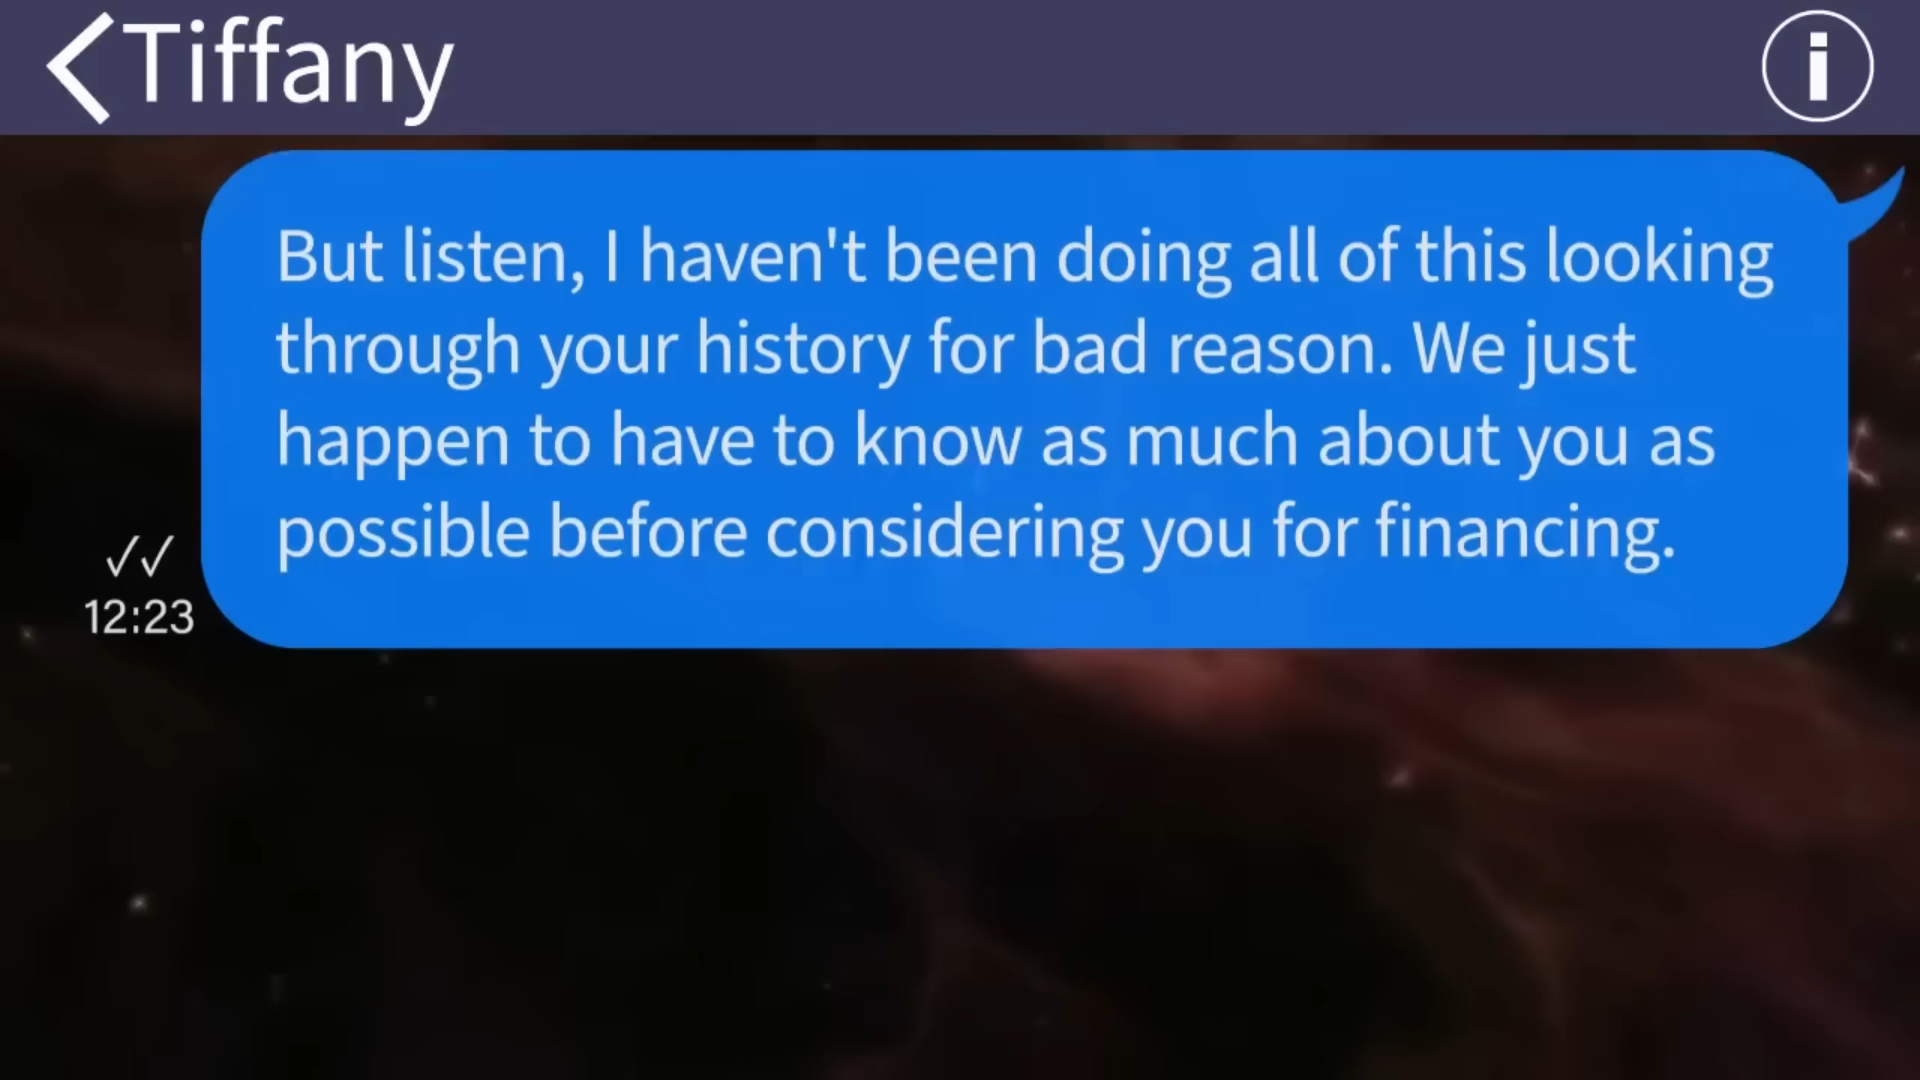 Tiffany
But listen, I haven't been doing all of this looking
through your history for bad reason. We just
happen to have to know as much about you as
possible before considering you for financing.
✓✓
12:23